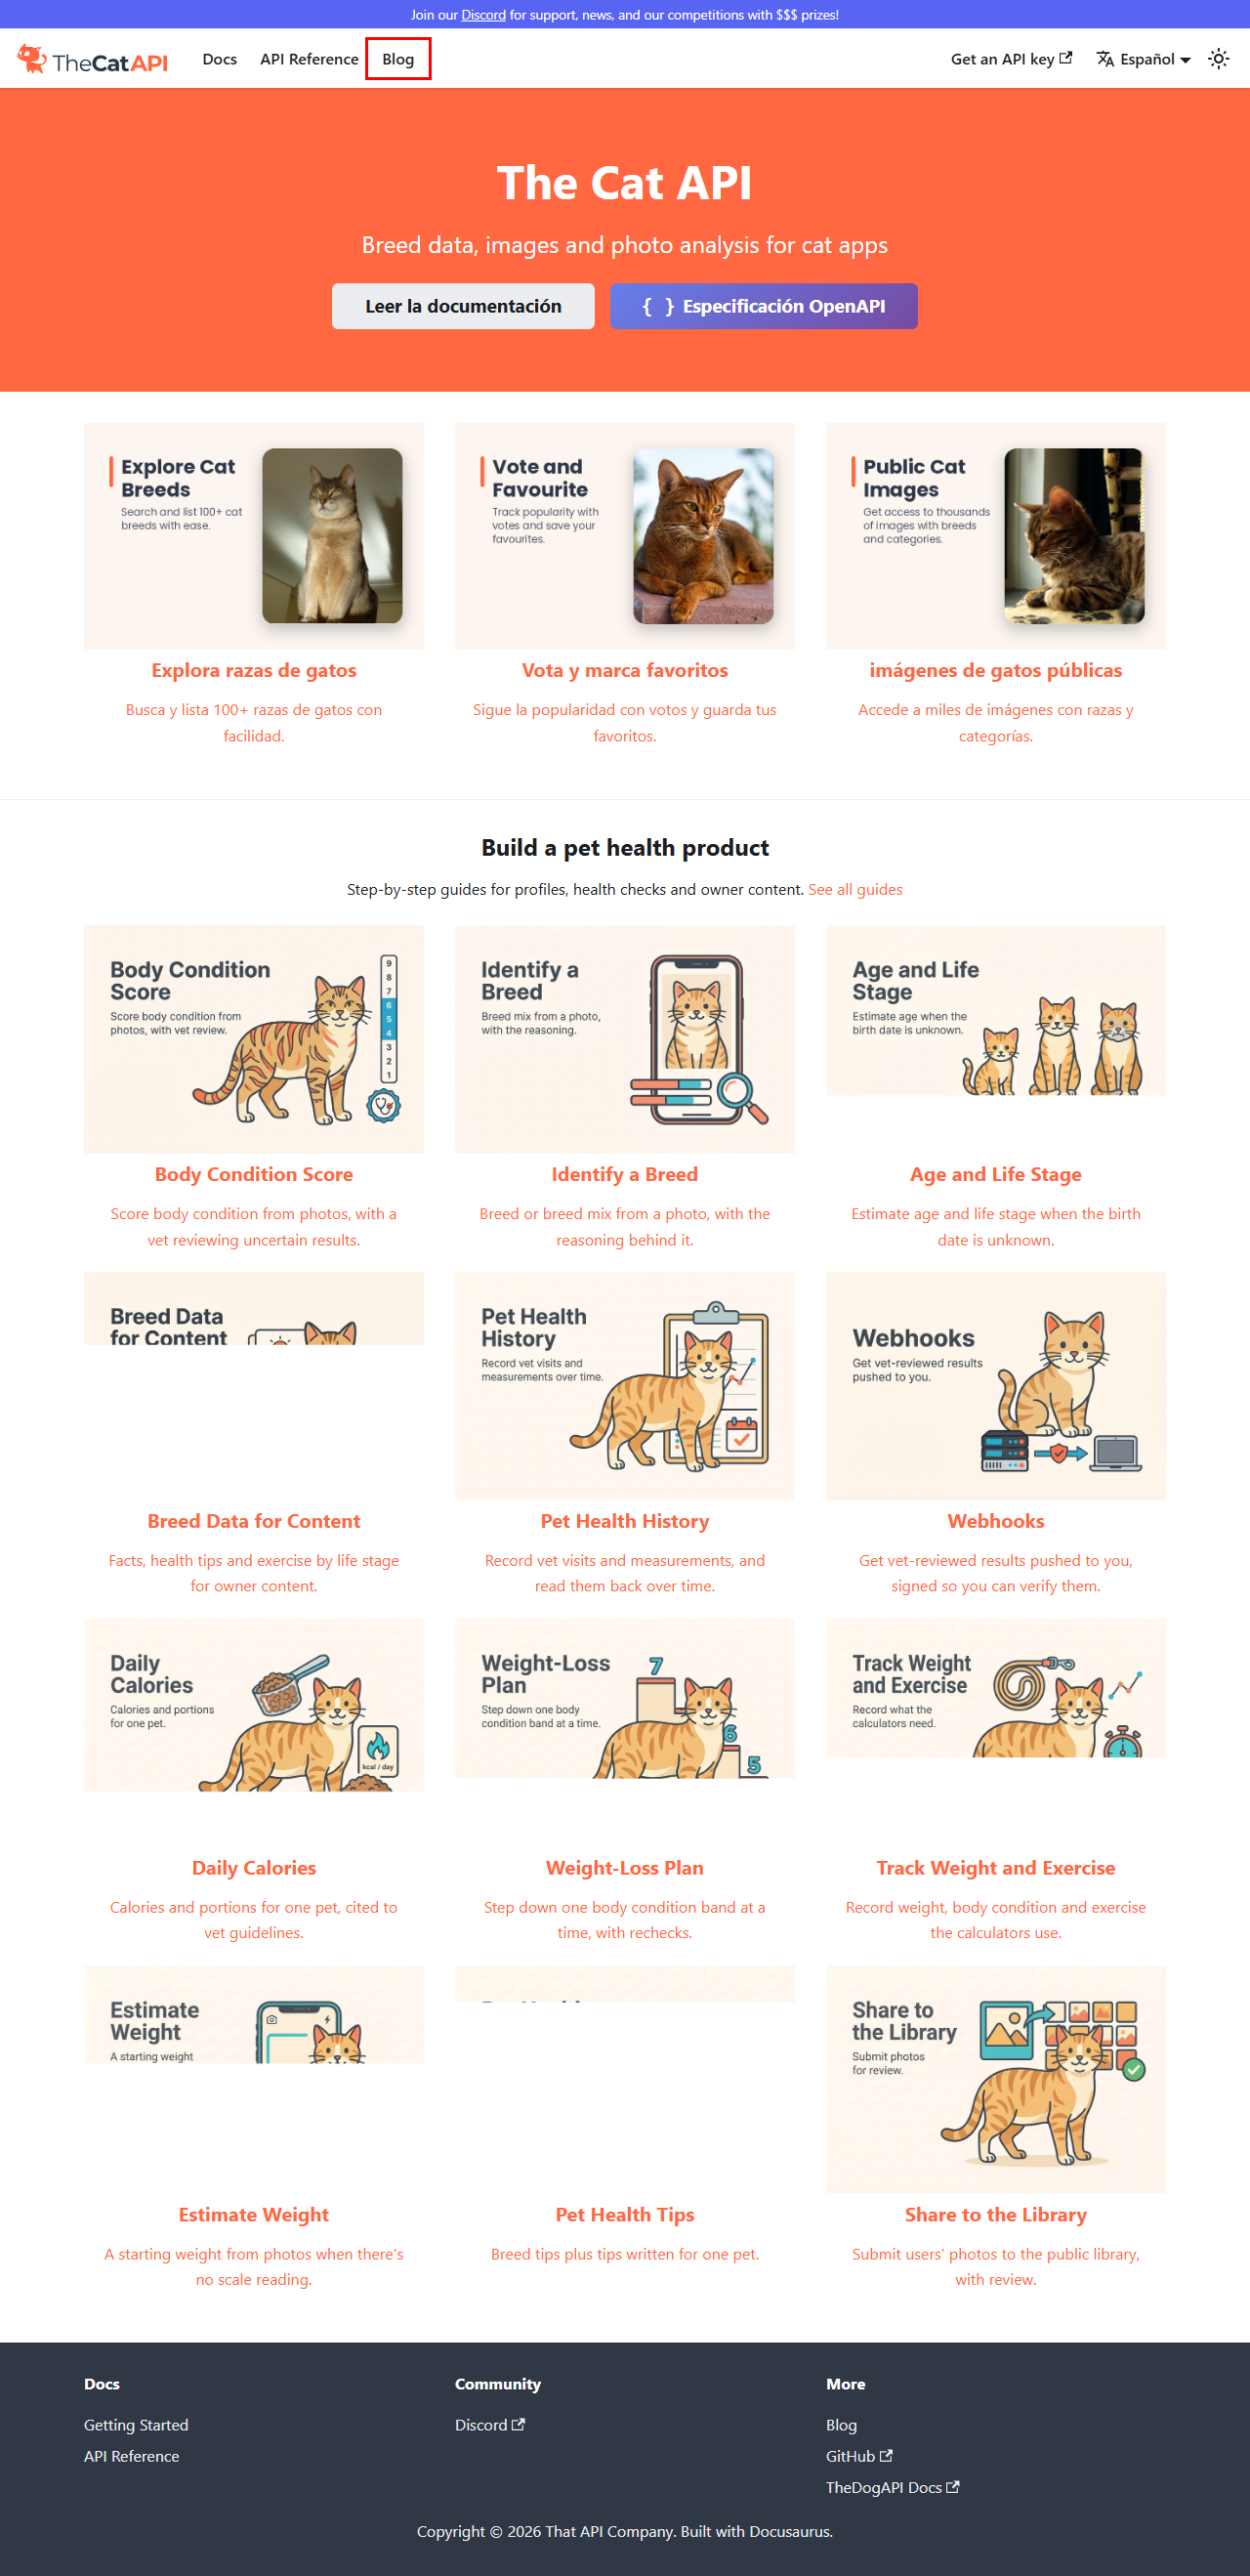 Join our Discord for support, news, and our competitions with $$$ prizes!
TheCatAPI
Docs
API Reference
Blog
Get an API key
Español
The Cat API
Breed data, images and photo analysis for cat apps
Leer la documentación
{ } Especificación OpenAPI
Explore Cat
Breeds
Search and list 100+ cat
breeds with ease.
Vote and
Favourite
Track popularity with
votes and save your
favourites.
Public Cat
Images
Get access to thousands
of images with breeds
and categories.
Explora razas de gatos
Busca y lista 100+ razas de gatos con
facilidad.
Vota y marca favoritos
Sigue la popularidad con votos y guarda tus
favoritos.
imágenes de gatos públicas
Accede a miles de imágenes con razas y
categorías.
Build a pet health product
Step-by-step guides for profiles, health checks and owner content. See all guides
Body Condition
Score
Score body condition from
photos, with vet review.
9
8
7
6
5
4
3
2
1
Identify a
Breed
Breed mix from a photo,
with the reasoning.
Age and Life
Stage
Estimate age when the
birth date is unknown.
Body Condition Score
Score body condition from photos, with a
vet reviewing uncertain results.
Identify a Breed
Breed or breed mix from a photo, with the
reasoning behind it.
Age and Life Stage
Estimate age and life stage when the birth
date is unknown.
Breed Data
for Content
Pet Health
History
Record vet visits and
measurements over time.
Webhooks
Get vet-reviewed results
pushed to you.
Breed Data for Content
Facts, health tips and exercise by life stage
for owner content.
Pet Health History
Record vet visits and measurements, and
read them back over time.
Webhooks
Get vet-reviewed results pushed to you,
signed so you can verify them.
Daily
Calories
Calories and portions
for one pet.
kcal / day
Weight-Loss
Plan
Step down one body
condition band at a time.
7
6
5
Track Weight
and Exercise
Record what the
calculators need.
Daily Calories
Calories and portions for one pet, cited to
vet guidelines.
Weight-Loss Plan
Step down one body condition band at a
time, with rechecks.
Track Weight and Exercise
Record weight, body condition and exercise
the calculators use.
Estimate
Weight
A starting weight
Share to
the Library
Submit photos
for review.
Estimate Weight
A starting weight from photos when there's
no scale reading.
Pet Health Tips
Breed tips plus tips written for one pet.
Share to the Library
Submit users' photos to the public library,
with review.
Docs
Getting Started
API Reference
Community
Discord
More
Blog
GitHub
TheDogAPI Docs
Copyright © 2026 That API Company. Built with Docusaurus.